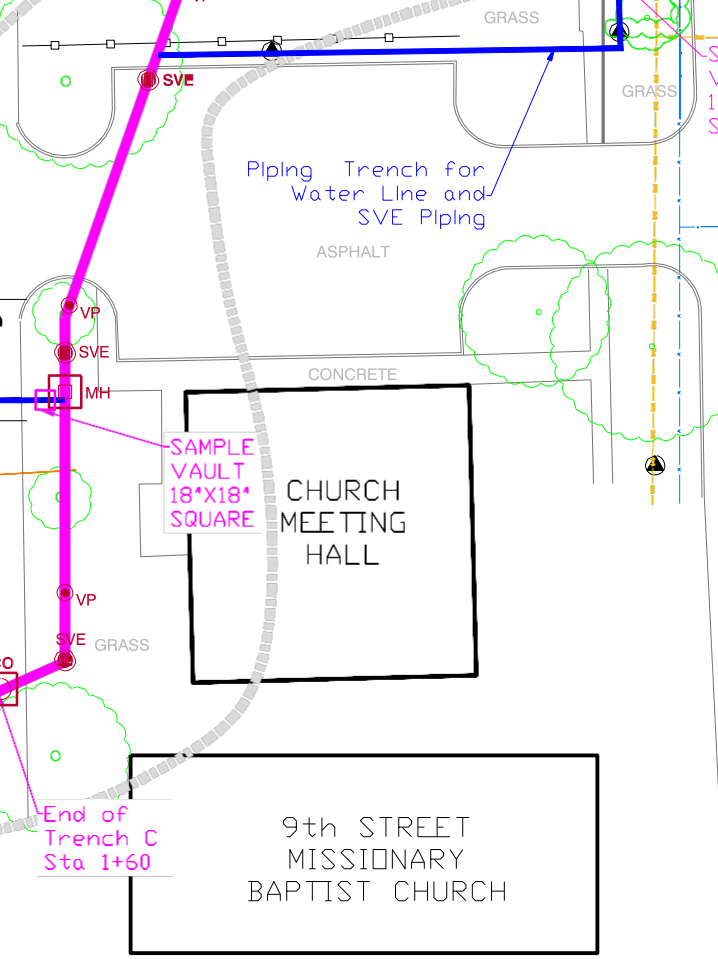 GRASS
SVE
GRASS
Piping Trench for
Water Line and
SVE Piping
ASPHALT
VP
SVE
CONCRETE
MH
SAMPLE
VAULT
18"X18"
SQUARE
CHURCH
MEETING
HALL
VP
SVE
GRASS
End of
Trench C
Sta 1+60
9th STREET
MISSIONARY
BAPTIST CHURCH